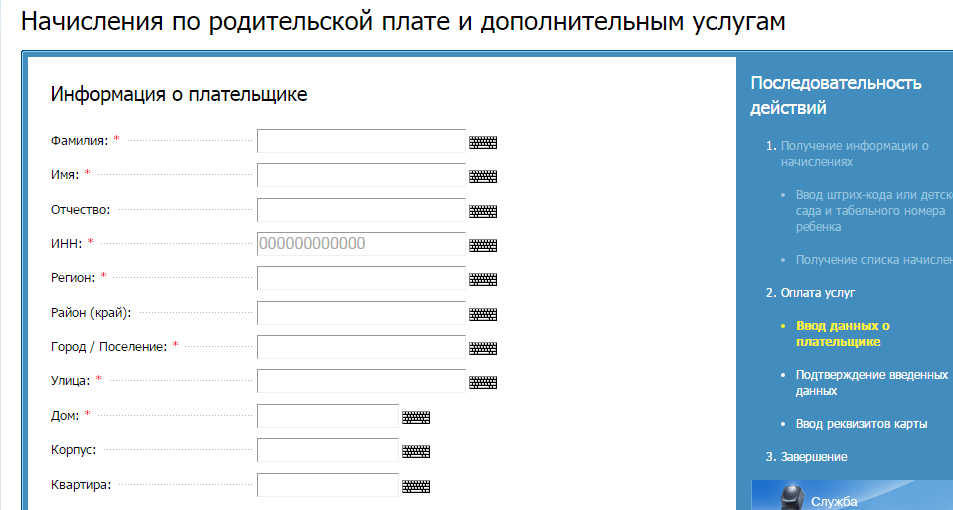 Начисления по родительской плате и дополнительным услугам
Информация о плательщике
Фамилия: *
Имя: *
Отчество:
ИНН: *
000000000000
Регион: *
Район (край):
Город / Поселение: *
Улица: *
Дом: *
Корпус:
Квартира:
Последовательность
действий
1. Получение информации о
начислениях
• Ввод штрих-кода или детск
сада и табельного номера
ребенка
• Получение списка начислен
2. Оплата услуг
• Ввод данных о
плательщике
• Подтверждение введенных
данных
• Ввод реквизитов карты
3. Завершение
Служба